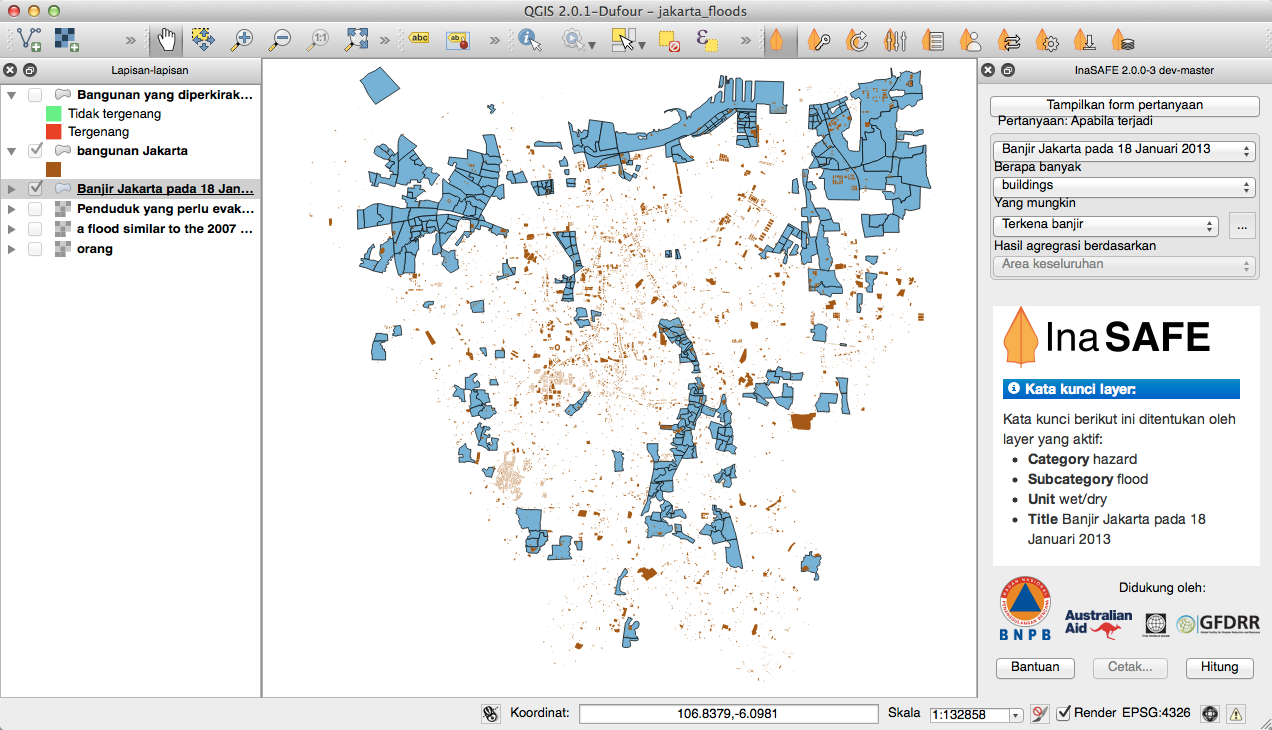 QGIS 2.0.1-Dufour - jakarta_floods
1:1
abc
ab
Lapisan-lapisan
Bangunan yang diperkirak...
Tidak tergenang
Tergenang
bangunan Jakarta
Banjir Jakarta pada 18 Jan...
Penduduk yang perlu evak...
a flood similar to the 2007 ...
orang
InaSAFE 2.0.0-3 dev-master
Tampilkan form pertanyaan
Pertanyaan: Apabila terjadi
Banjir Jakarta pada 18 Januari 2013
Berapa banyak
buildings
Yang mungkin
Terkena banjir
...
Hasil agregrasi berdasarkan
Area keseluruhan
InaSAFE
Kata kunci layer:
Kata kunci berikut ini ditentukan oleh
layer yang aktif:
• Category hazard
• Subcategory flood
• Unit wet/dry
• Title Banjir Jakarta pada 18
Januari 2013
BNPB
Didukung oleh:
Australian
Aid
THE WORLD BANK
GFDRR
Bantuan
Cetak...
Hitung
Koordinat:
106.8379,-6.0981
Skala
1:132858
Render
EPSG:4326